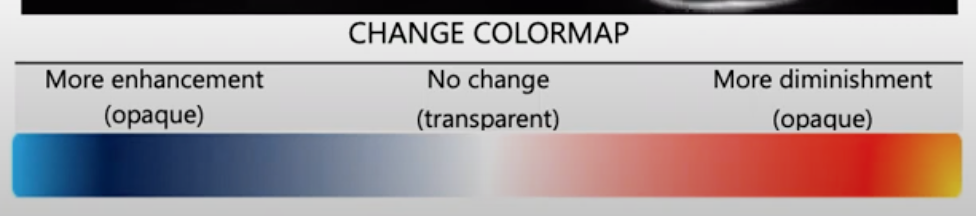 CHANGE COLORMAP
More enhancement No change More diminishment
(opaque) (transparent) (opaque)